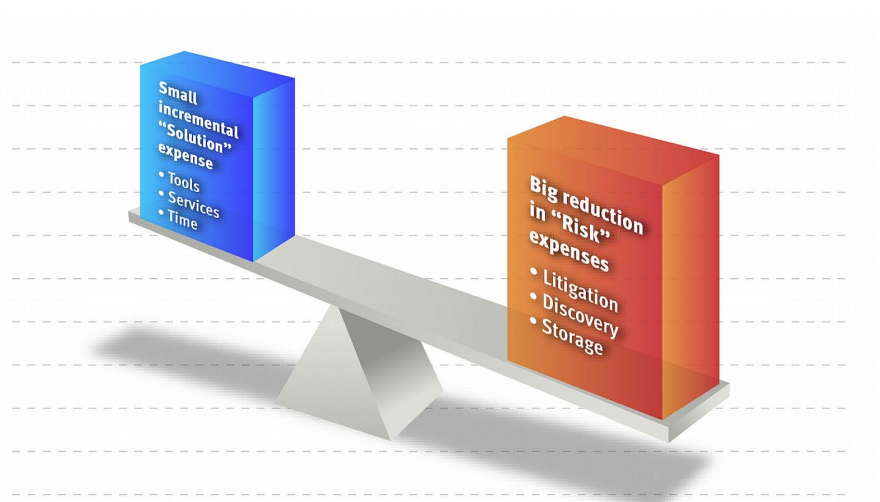 Small
incremental
“Solution”
expense
• Tools
• Services
• Time
Big reduction
in “Risk”
expenses
• Litigation
• Discovery
• Storage